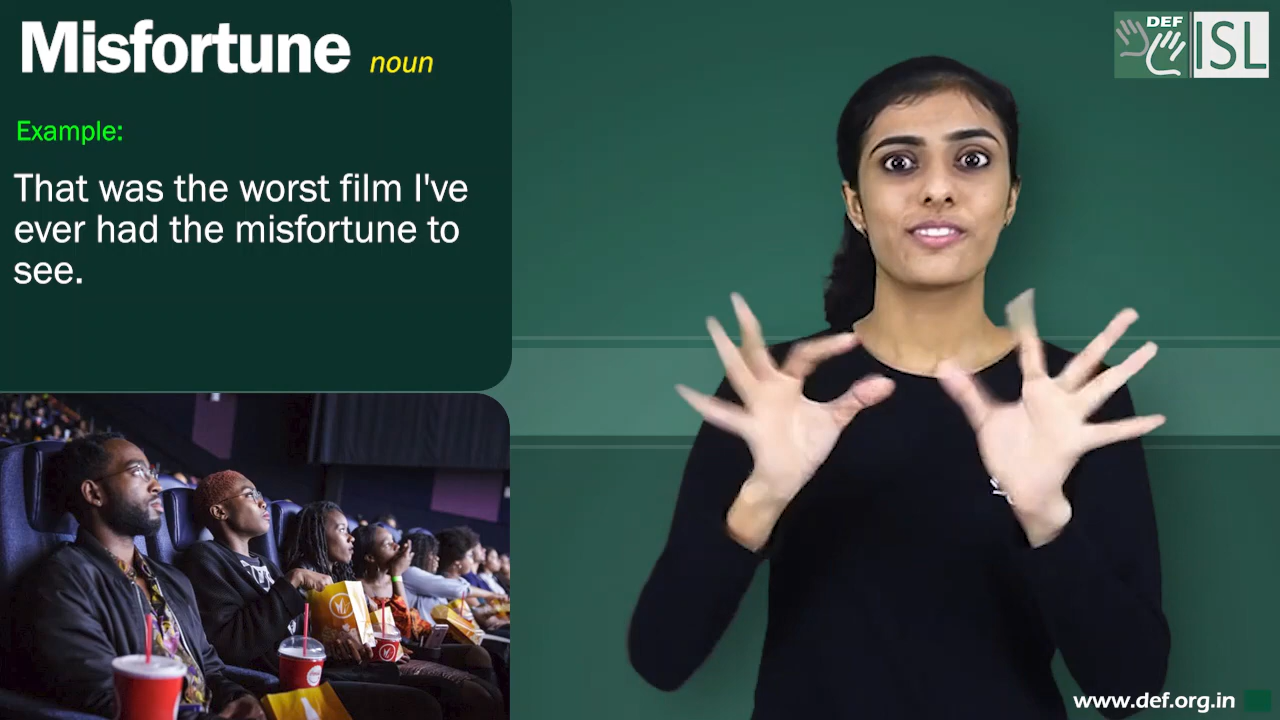 Misfortune noun
Example:
That was the worst film I've
ever had the misfortune to
see.
DEF
ISL
www.def.org.in